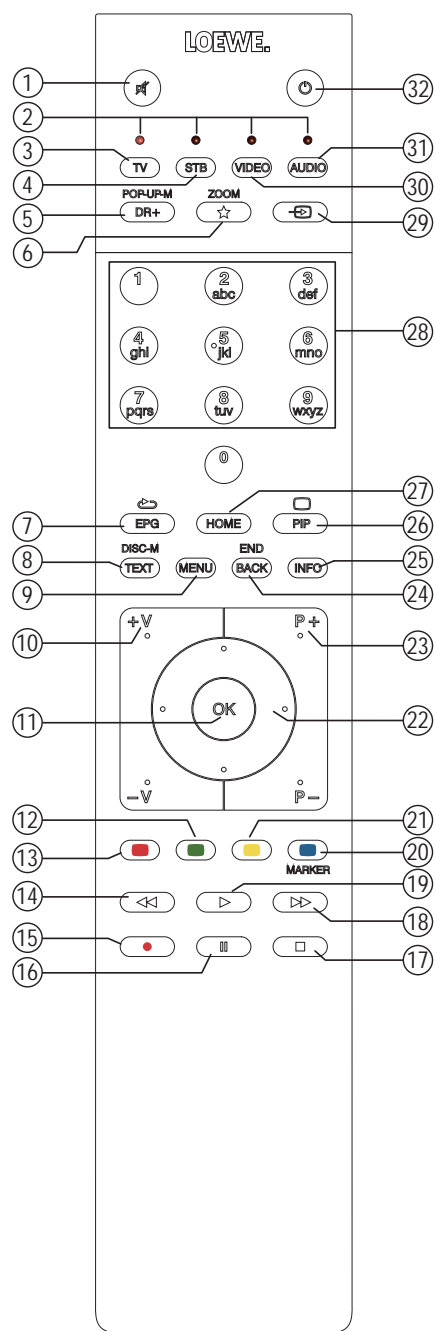 LOEWE.
1 32
2
3 TV STB VIDEO AUDIO 31
4 30
POP-UP-M ZOOM
5 DR+ 29
6
1 2 3
abc def
28
4 5 6
ghi jkl mno
7 8 9
pqrs tuv wxyz
0
27
7 EPG HOME PIP 26
DISC-M END
8 TEXT MENU BACK INFO 25
9 24
10 +V P+ 23
11 OK 22
–V P–
12 21
13 20
MARKER
14 19
18
15
16 17